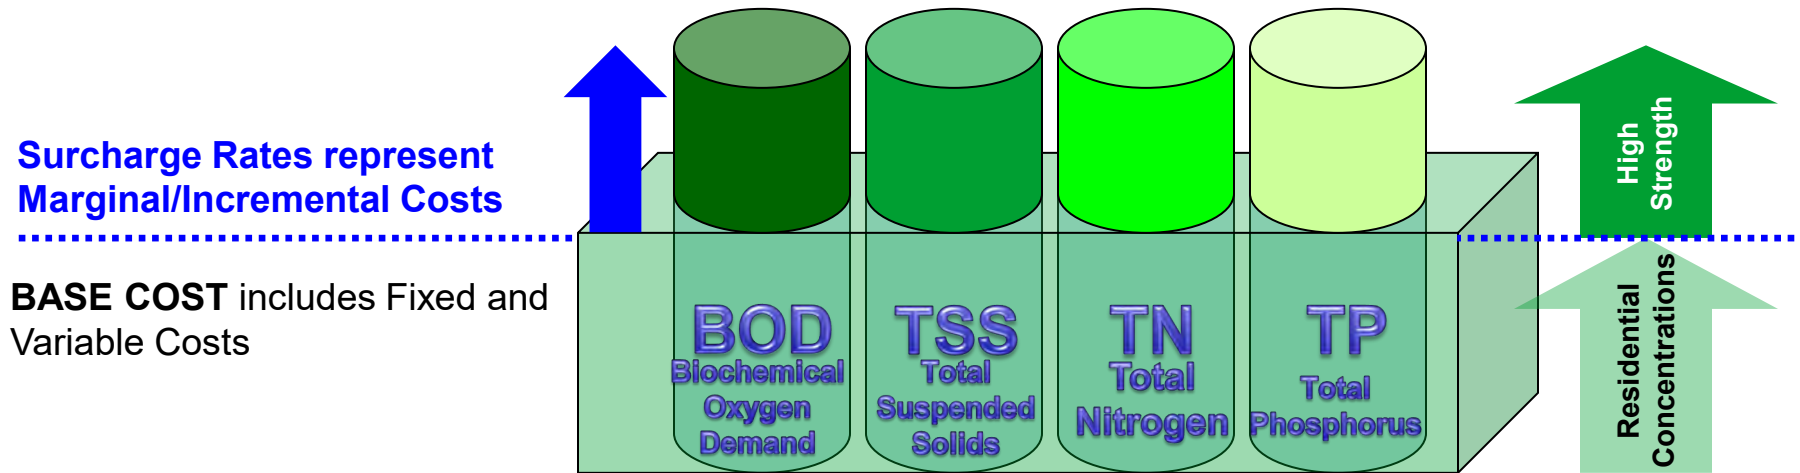 Surcharge Rates represent
Marginal/Incremental Costs
BASE COST includes Fixed and
Variable Costs
BOD
Biochemical
Oxygen
Demand
TSS
Total
Suspended
Solids
TN
Total
Nitrogen
TP
Total
Phosphorus
High
Strength
Residential
Concentrations